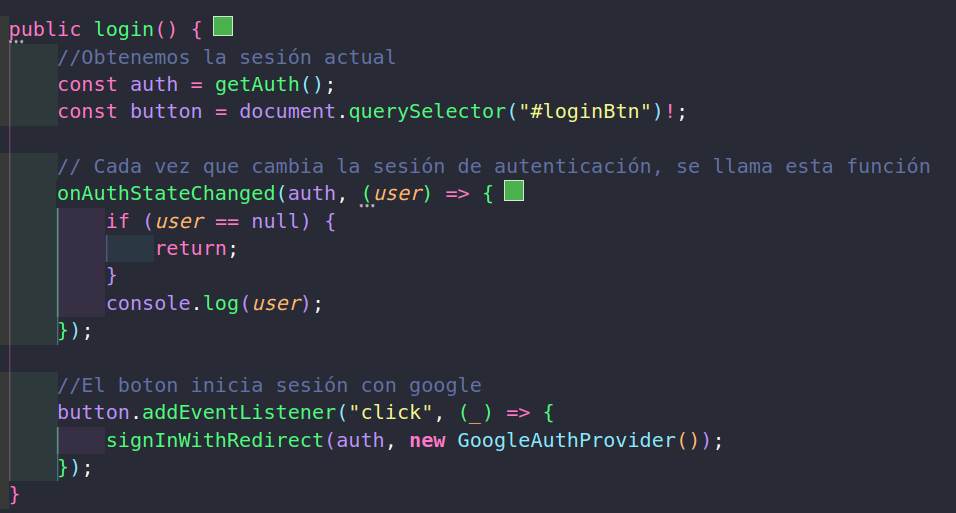 public login() {
//Obtenemos la sesión actual
const auth = getAuth();
const button = document.querySelector("#loginBtn")!;
// Cada vez que cambia la sesión de autenticación, se llama esta función
onAuthStateChanged(auth, (user) => {
if (user == null) {
return;
}
console.log(user);
});
//El boton inicia sesión con google
button.addEventListener("click", (_) => {
signInWithRedirect(auth, new GoogleAuthProvider());
});
}